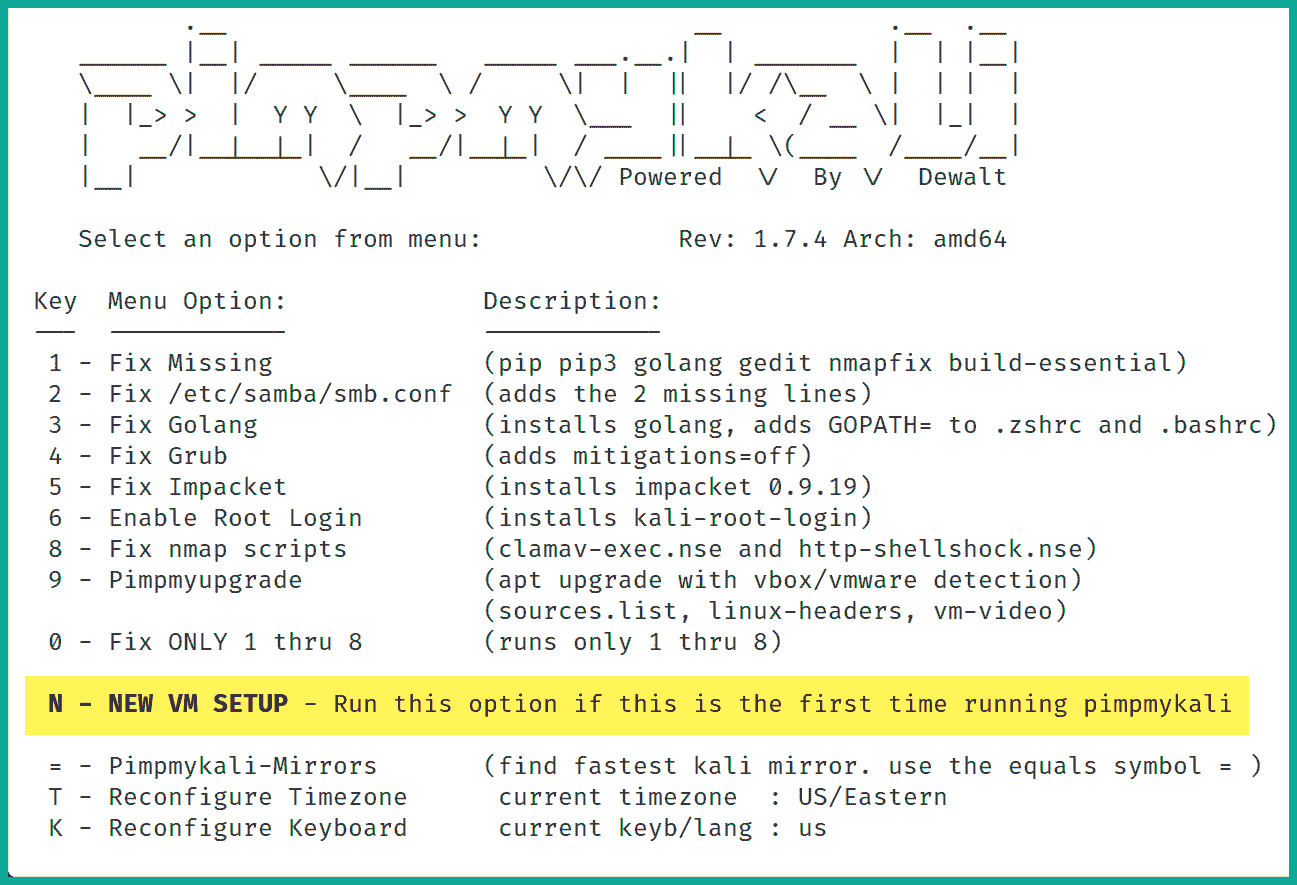 pimpmykali
Powered By Dewalt
Select an option from menu: Rev: 1.7.4 Arch: amd64
Key Menu Option: Description:
1 - Fix Missing (pip pip3 golang gedit nmapfix build-essential)
2 - Fix /etc/samba/smb.conf (adds the 2 missing lines)
3 - Fix Golang (installs golang, adds GOPATH= to .zshrc and .bashrc)
4 - Fix Grub (adds mitigations=off)
5 - Fix Impacket (installs impacket 0.9.19)
6 - Enable Root Login (installs kali-root-login)
8 - Fix nmap scripts (clamav-exec.nse and http-shellshock.nse)
9 - Pimpmyupgrade (apt upgrade with vbox/vmware detection)
(sources.list, linux-headers, vm-video)
0 - Fix ONLY 1 thru 8 (runs only 1 thru 8)
N - NEW VM SETUP - Run this option if this is the first time running pimpmykali
= - Pimpmykali-Mirrors (find fastest kali mirror. use the equals symbol = )
T - Reconfigure Timezone current timezone : US/Eastern
K - Reconfigure Keyboard current keyb/lang : us